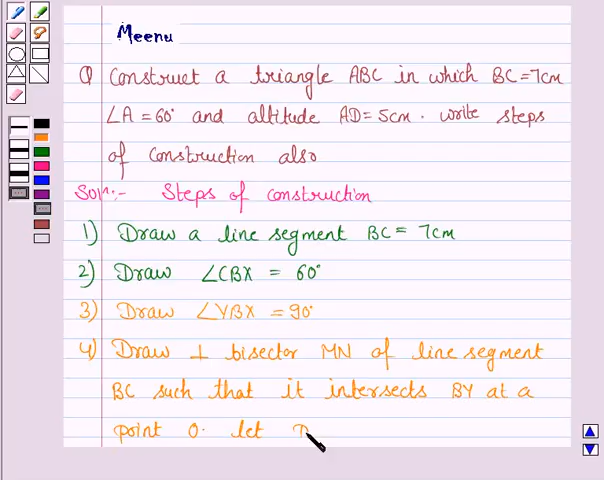 Meenu
Q Construct a triangle ABC in which BC=7cm
∠A=60° and altitude AD=5cm. write steps
of construction also
Solⁿ:- Steps of construction
1) Draw a line segment BC= 7cm
2) Draw ∠CBX = 60°
3) Draw ∠YBX =90°
4) Draw ⊥ bisector MN of line segment
BC such that it intersects BY at a
point O. let